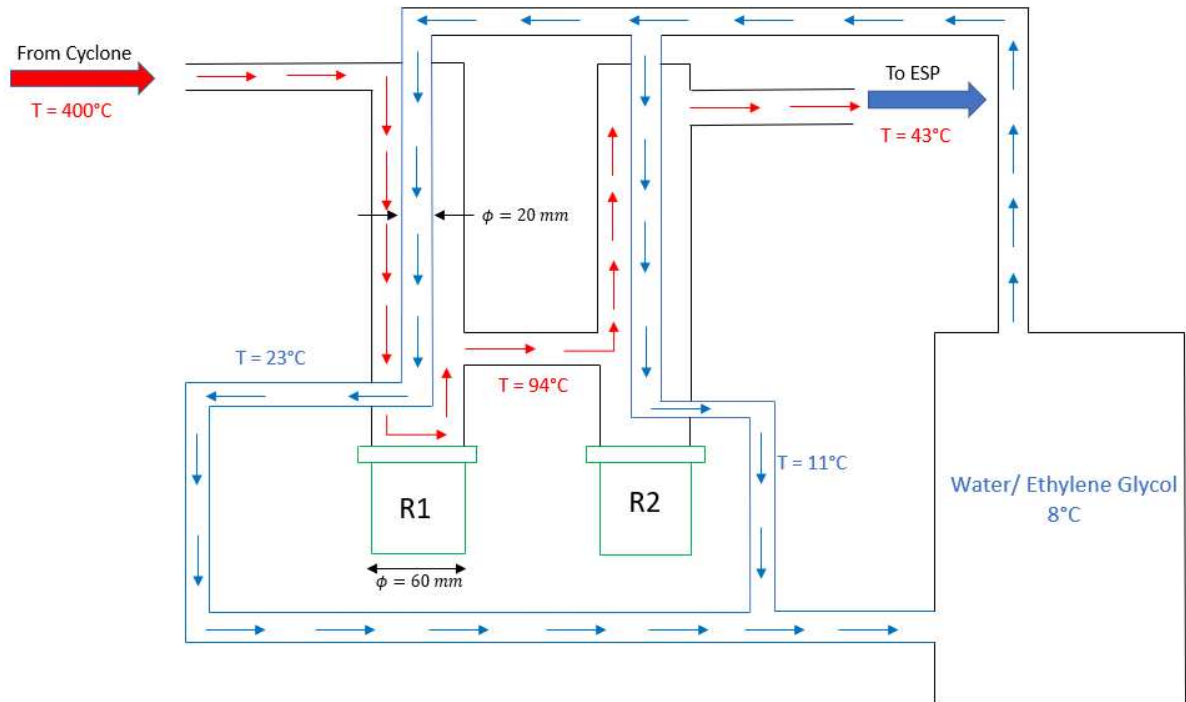 From Cyclone
T = 400°C
To ESP
T = 43°C
ϕ = 20 mm
T = 23°C
T = 94°C
T = 11°C
R1
R2
Water/ Ethylene Glycol
8°C
ϕ = 60 mm